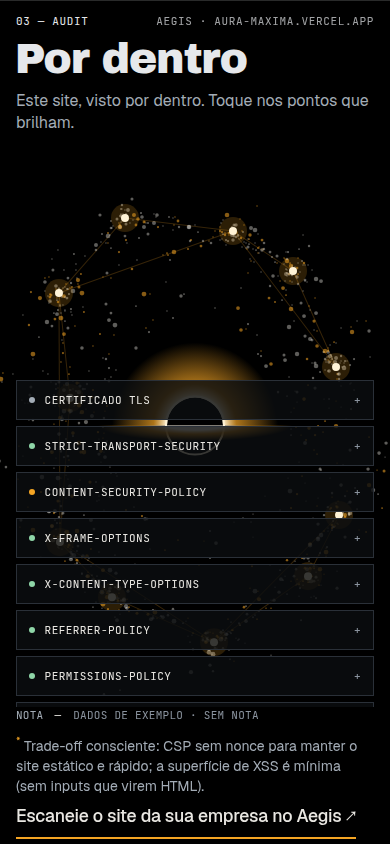 03 — AUDIT
AEGIS · AURA-MAXIMA.VERCEL.APP
Por dentro
Este site, visto por dentro. Toque nos pontos que
brilham.
CERTIFICADO TLS +
STRICT-TRANSPORT-SECURITY +
CONTENT-SECURITY-POLICY +
X-FRAME-OPTIONS +
X-CONTENT-TYPE-OPTIONS +
REFERRER-POLICY +
PERMISSIONS-POLICY +
NOTA — DADOS DE EXEMPLO · SEM NOTA
* Trade-off consciente: CSP sem nonce para manter o
site estático e rápido; a superfície de XSS é mínima
(sem inputs que virem HTML).
Escaneie o site da sua empresa no Aegis ↗